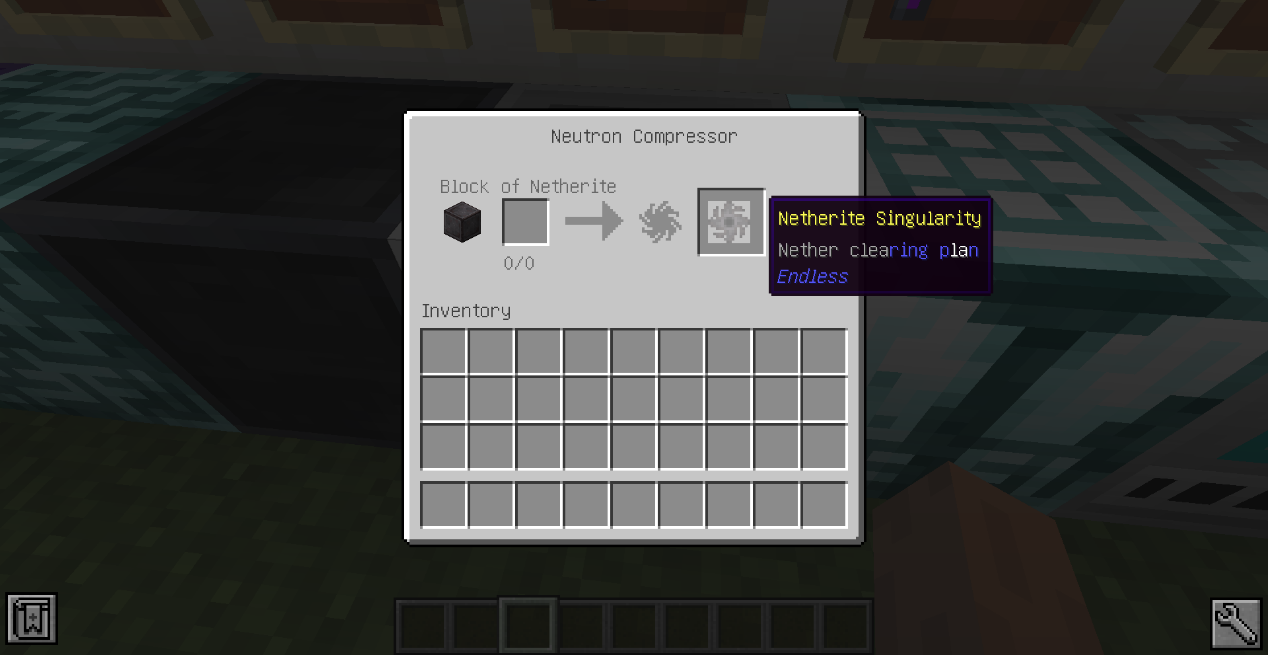 Neutron Compressor
Block of Netherite
0/0
Netherite Singularity
Nether clearing plan
Endless
Inventory